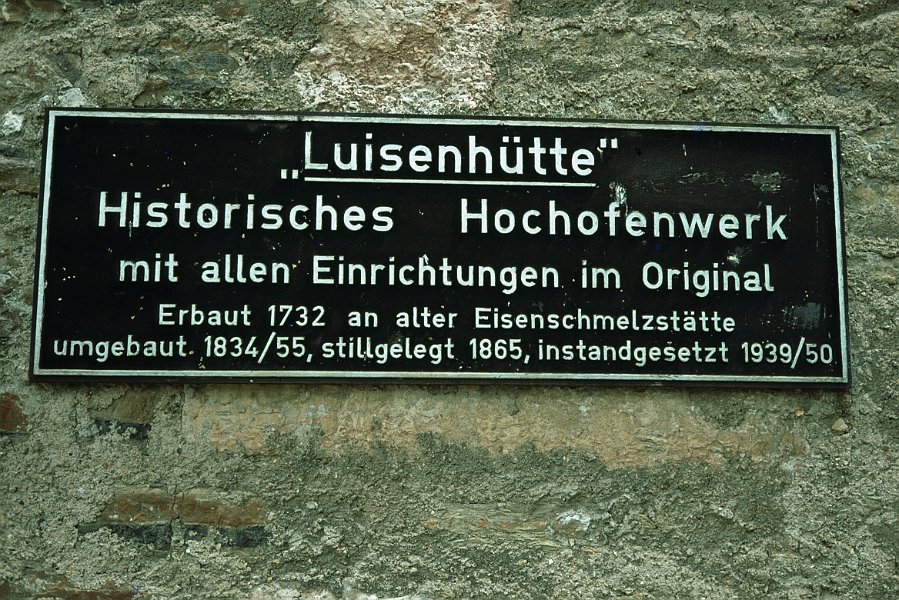 „Luisenhütte"
Historisches Hochofenwerk
mit allen Einrichtungen im Original
Erbaut 1732 an alter Eisenschmelzstätte
umgebaut 1834/55, stillgelegt 1865, instandgesetzt 1939/50